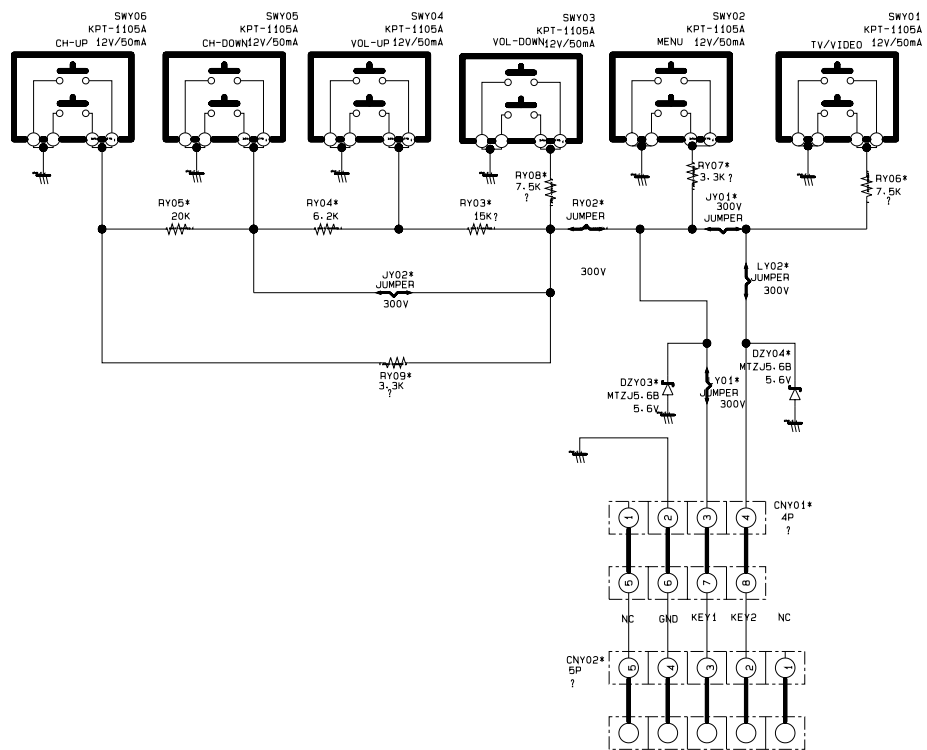 SWY06
KPT-1105A
CH-UP 12V/50mA
SWY05
KPT-1105A
CH-DOWN 12V/50mA
SWY04
KPT-1105A
VOL-UP 12V/50mA
SWY03
KPT-1105A
VOL-DOWN 12V/50mA
SWY02
KPT-1105A
MENU 12V/50mA
SWY01
KPT-1105A
TV/VIDEO 12V/50mA
RY08*
7.5K
?
RY07*
3.3K ?
RY06*
7.5K
?
RY05*
20K
RY04*
6.2K
RY03*
15K?
RY02*
JUMPER
300V
JY01*
300V
JUMPER
JY02*
JUMPER
300V
LY02*
JUMPER
300V
RY09*
3.3K
?
DZY03*
MTZJ5.6B
5.6V
LY01*
JUMPER
300V
DZY04*
MTZJ5.6B
5.6V
1 2 3 4
CNY01*
4P
?
5 6 7 8
NC GND KEY1 KEY2 NC
CNY02*
5P
?
5 4 3 2 1